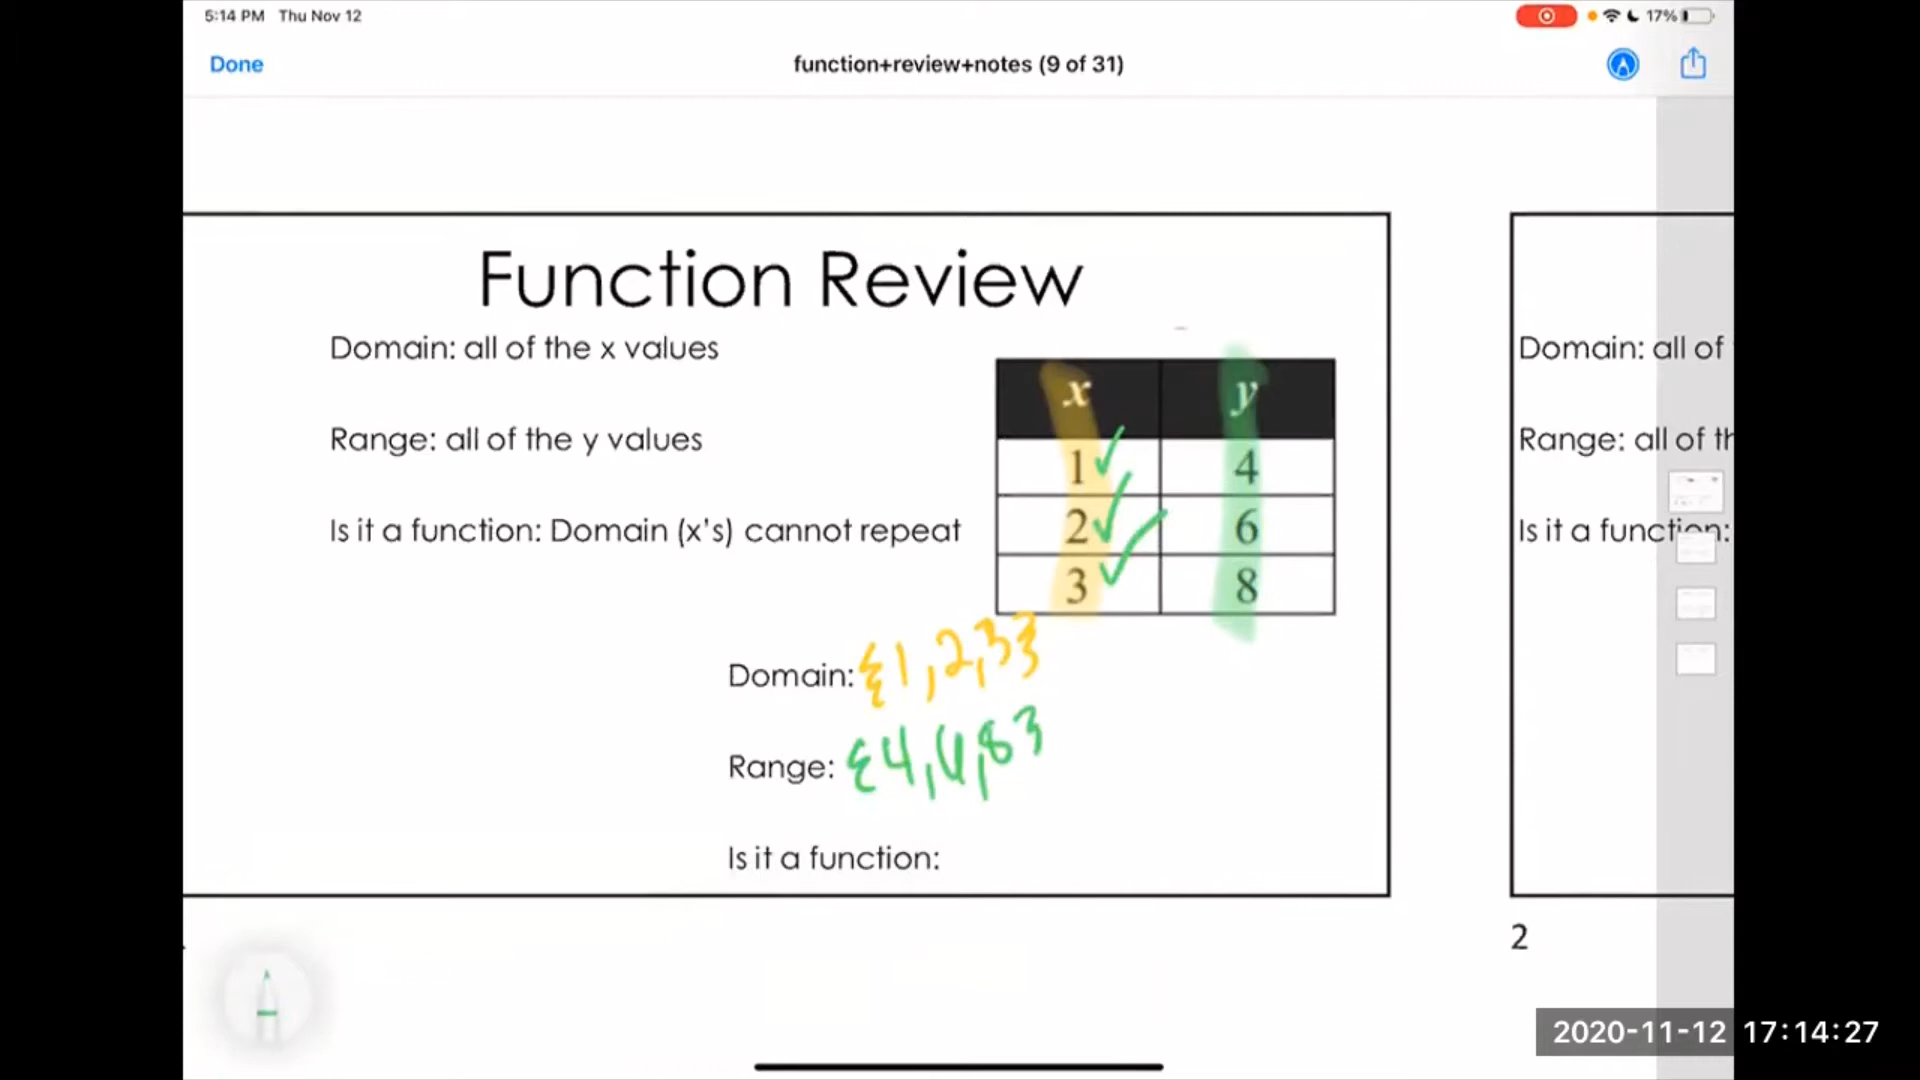 5:14 PM Thu Nov 12
17%
Done
function+review+notes (9 of 31)
Function Review
Domain: all of the x values
Range: all of the y values
Is it a function: Domain (x's) cannot repeat
x y
1 4
2 6
3 8
Domain: {1,2,3}
Range: {4,4,8}
Is it a function:
Domain: all of
Range: all of th
Is it a function:
2
2020-11-12 17:14:27